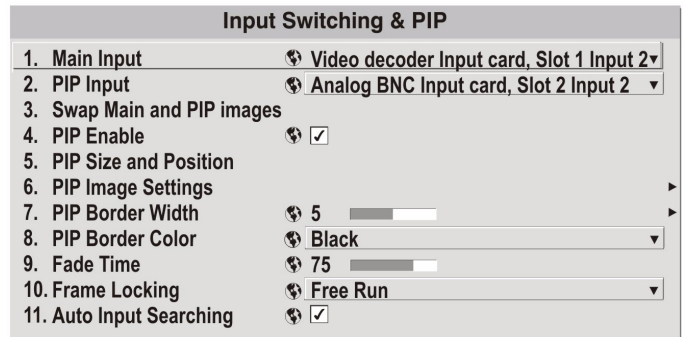 Input Switching & PIP
1. Main Input Video decoder Input card, Slot 1 Input 2
2. PIP Input Analog BNC Input card, Slot 2 Input 2
3. Swap Main and PIP images
4. PIP Enable
5. PIP Size and Position
6. PIP Image Settings
7. PIP Border Width 5
8. PIP Border Color Black
9. Fade Time 75
10. Frame Locking Free Run
11. Auto Input Searching